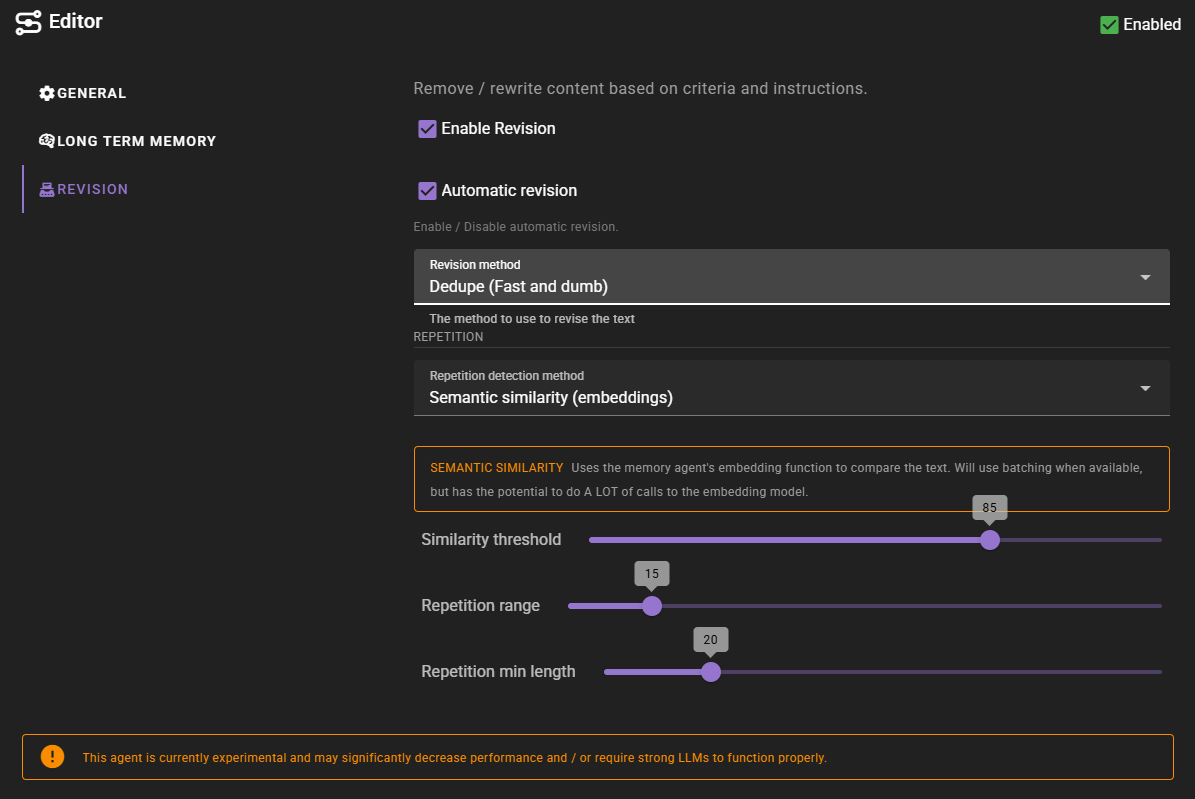 Editor
Enabled
GENERAL
LONG TERM MEMORY
REVISION
Remove / rewrite content based on criteria and instructions.
Enable Revision
Automatic revision
Enable / Disable automatic revision.
Revision method
Dedupe (Fast and dumb)
The method to use to revise the text
REPETITION
Repetition detection method
Semantic similarity (embeddings)
SEMANTIC SIMILARITY Uses the memory agent's embedding function to compare the text. Will use batching when available,
but has the potential to do A LOT of calls to the embedding model.
85
Similarity threshold
15
Repetition range
20
Repetition min length
This agent is currently experimental and may significantly decrease performance and / or require strong LLMs to function properly.